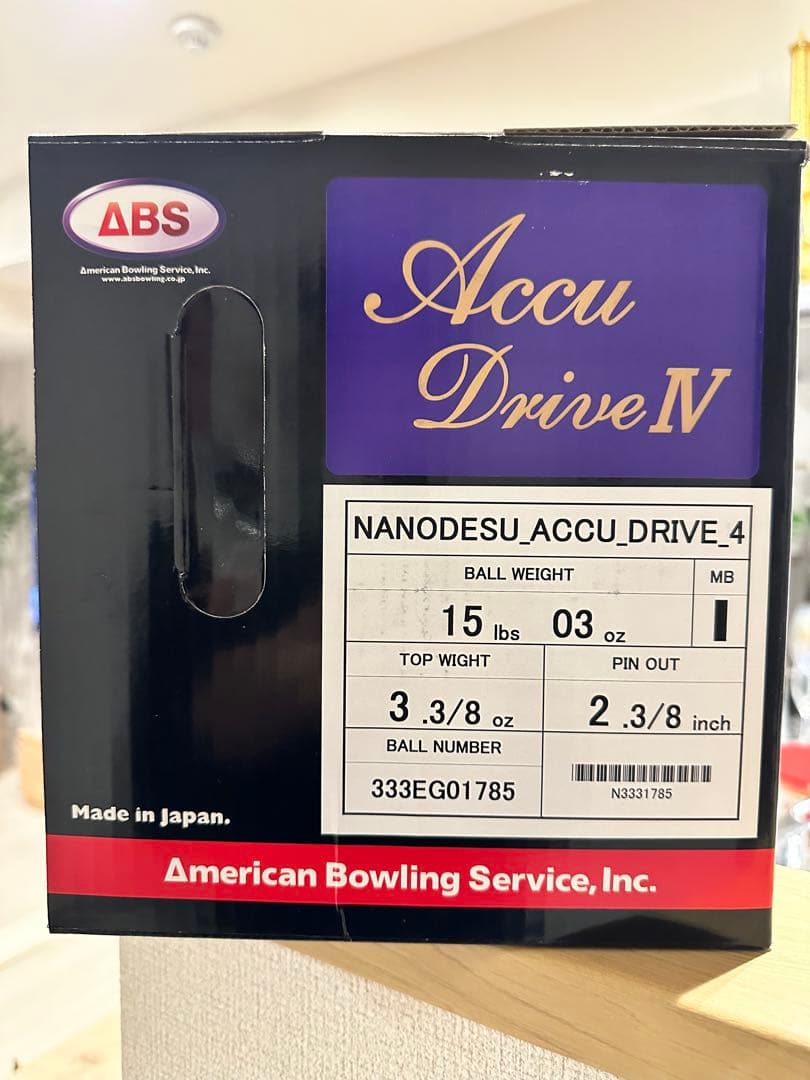 ABS
American Bowling Service, Inc.
www.absbowling.co.jp
Accu
Drive IV
NANODESU_ACCU_DRIVE_4
BALL WEIGHT
MB
15 lbs 03 oz
I
TOP WIGHT
PIN OUT
3 .3/8 oz
2 .3/8 inch
BALL NUMBER
333EG01785
N3331785
Made in Japan.
American Bowling Service, Inc.